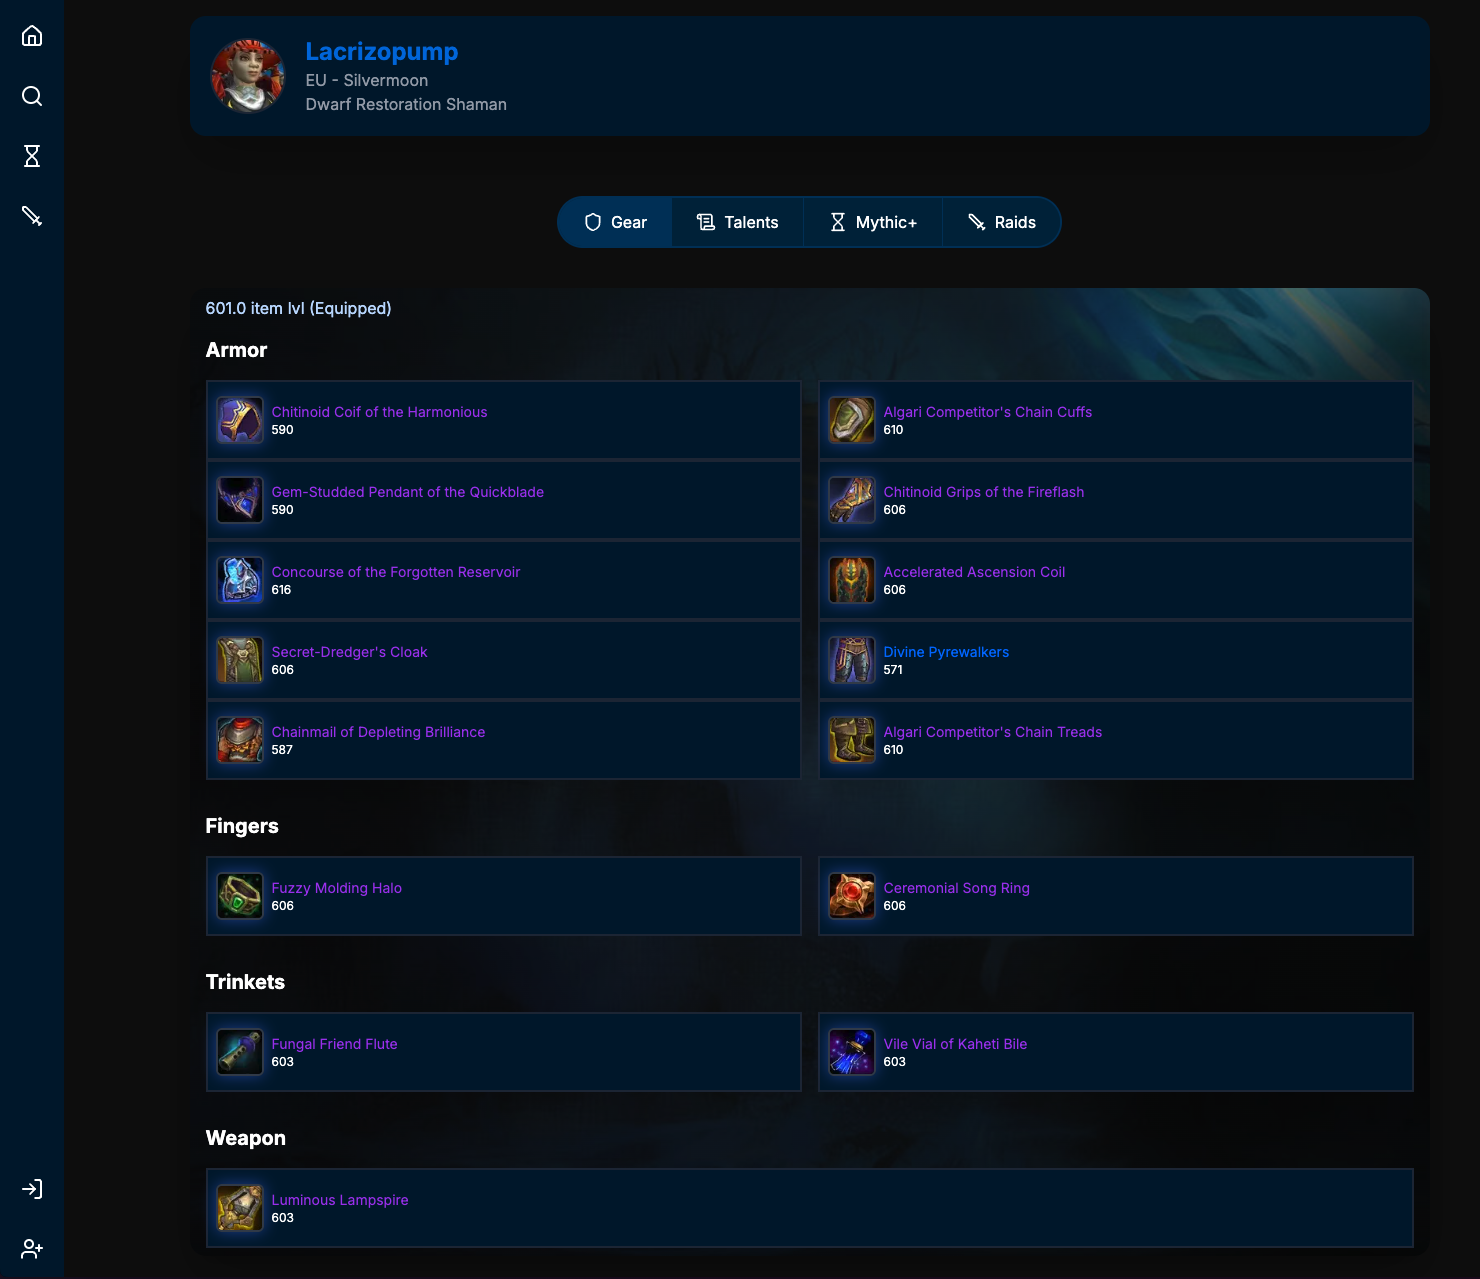 Lacrizopump
EU - Silvermoon
Dwarf Restoration Shaman
Gear
Talents
Mythic+
Raids
601.0 item lvl (Equipped)
Armor
Chitinoid Coif of the Harmonious
590
Gem-Studded Pendant of the Quickblade
590
Concourse of the Forgotten Reservoir
616
Secret-Dredger's Cloak
606
Chainmail of Depleting Brilliance
587
Algari Competitor's Chain Cuffs
610
Chitinoid Grips of the Fireflash
606
Accelerated Ascension Coil
606
Divine Pyrewalkers
571
Algari Competitor's Chain Treads
610
Fingers
Fuzzy Molding Halo
606
Ceremonial Song Ring
606
Trinkets
Fungal Friend Flute
603
Vile Vial of Kaheti Bile
603
Weapon
Luminous Lampspire
603